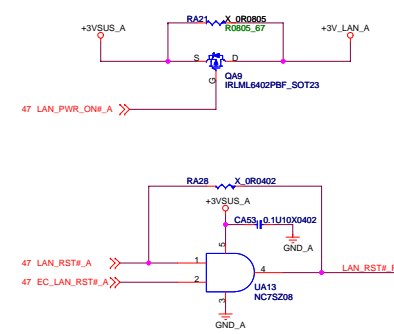 RA21 X_0R0805
R0805_67
+3VSUS_A
+3V_LAN_A
S D
G
QA9
IRLML6402PBF_SOT23
47 LAN_PWR_ON#_A
RA28 X_0R0402
+3VSUS_A
CA53 0.1U10X0402
GND_A
5
47 LAN_RST#_A 1
4
LAN_RST#_R
47 EC_LAN_RST#_A 2
UA13
NC7SZ08
3
GND_A